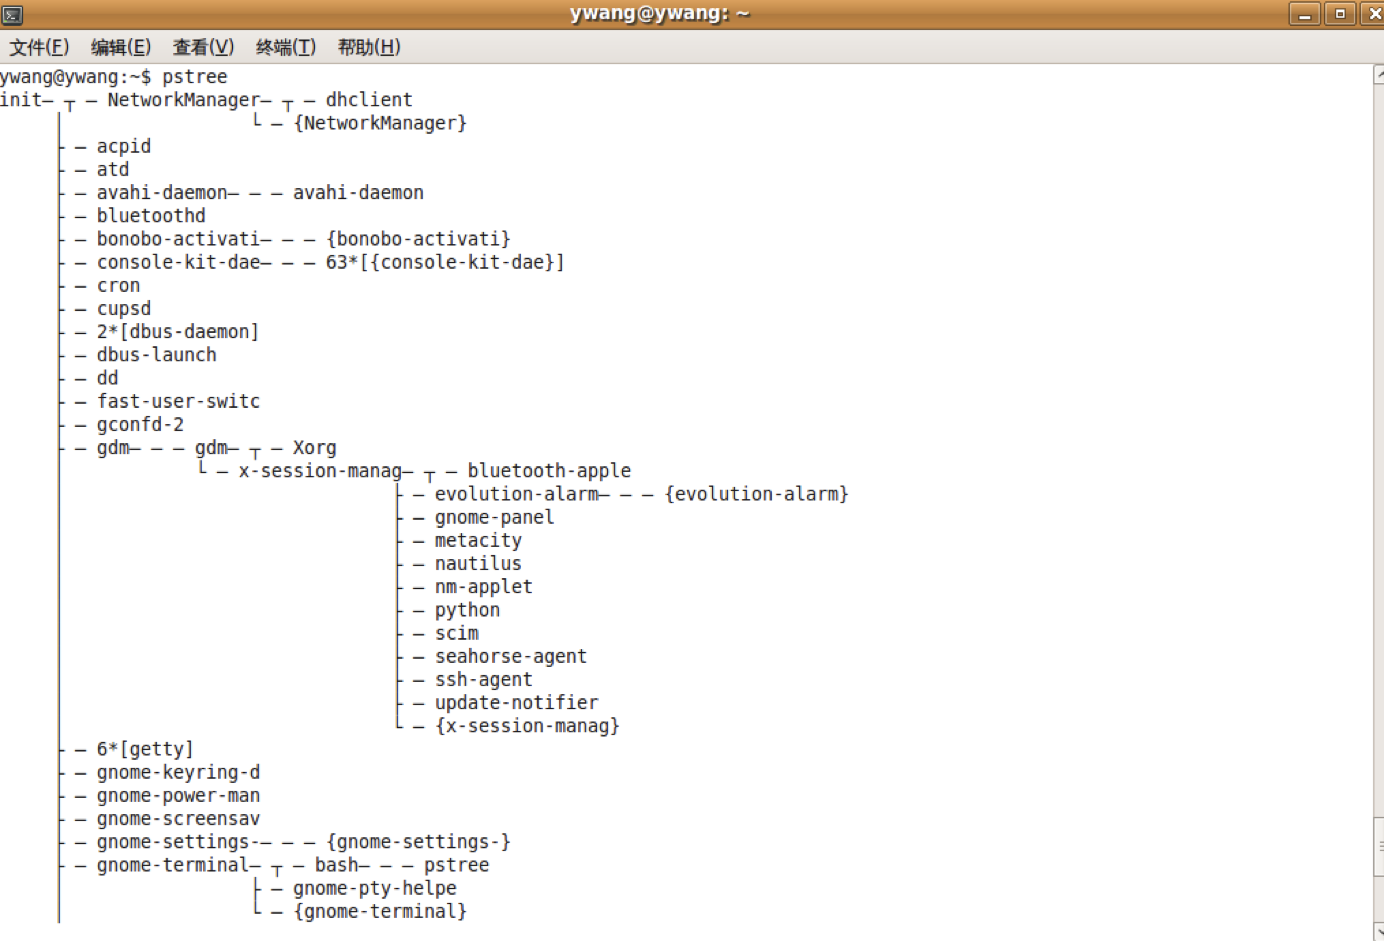 ywang@ywang: ~
文件(F) 编辑(E) 查看(V) 终端(T) 帮助(H)
ywang@ywang:~$ pstree
init─┬─NetworkManager─┬─dhclient
     │                └─{NetworkManager}
     ├─acpid
     ├─atd
     ├─avahi-daemon───avahi-daemon
     ├─bluetoothd
     ├─bonobo-activati───{bonobo-activati}
     ├─console-kit-dae───63*[{console-kit-dae}]
     ├─cron
     ├─cupsd
     ├─2*[dbus-daemon]
     ├─dbus-launch
     ├─dd
     ├─fast-user-switc
     ├─gconfd-2
     ├─gdm───gdm─┬─Xorg
     │           └─x-session-manag─┬─bluetooth-apple
     │                             ├─evolution-alarm───{evolution-alarm}
     │                             ├─gnome-panel
     │                             ├─metacity
     │                             ├─nautilus
     │                             ├─nm-applet
     │                             ├─python
     │                             ├─scim
     │                             ├─seahorse-agent
     │                             ├─ssh-agent
     │                             ├─update-notifier
     │                             └─{x-session-manag}
     ├─6*[getty]
     ├─gnome-keyring-d
     ├─gnome-power-man
     ├─gnome-screensav
     ├─gnome-settings-───{gnome-settings-}
     ├─gnome-terminal─┬─bash───pstree
     │                ├─gnome-pty-helpe
     │                └─{gnome-terminal}